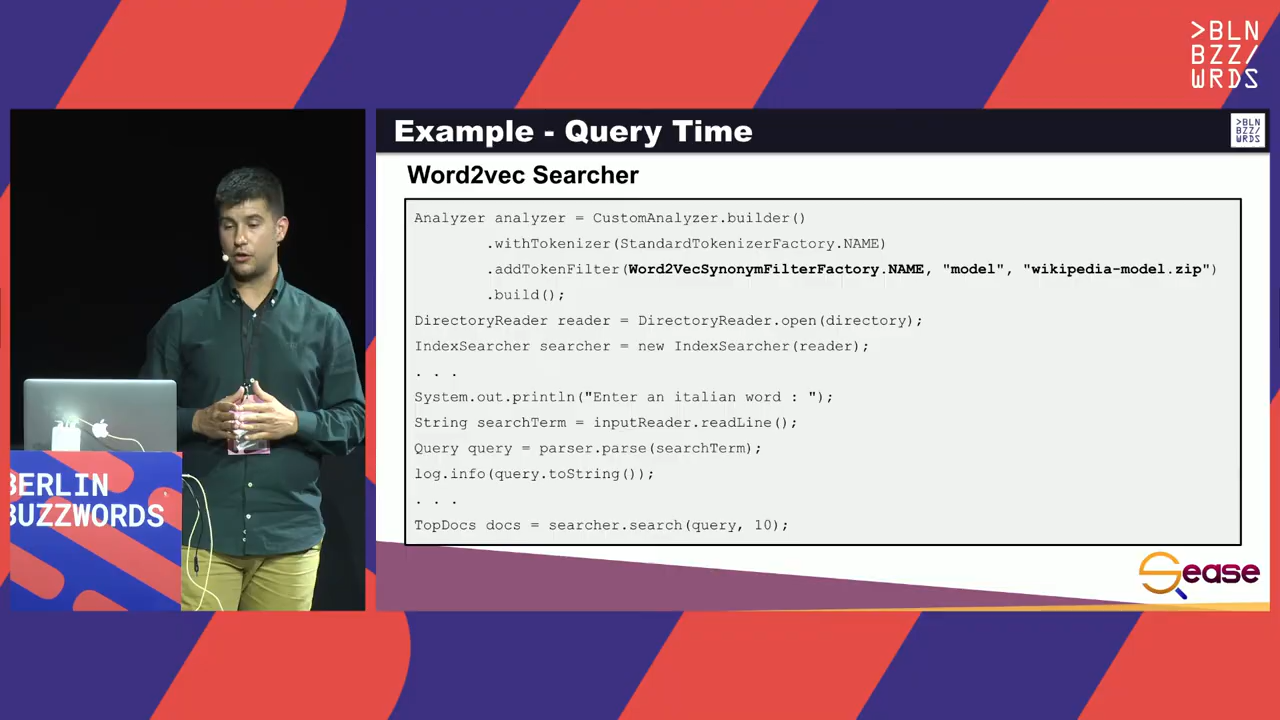 >BLN
BZZ/
WRDS
Example - Query Time
>BLN
BZZ/
WRDS
Word2vec Searcher
Analyzer analyzer = CustomAnalyzer.builder()
.withTokenizer(StandardTokenizerFactory.NAME)
.addTokenFilter(Word2VecSynonymFilterFactory.NAME, "model", "wikipedia-model.zip")
.build();
DirectoryReader reader = DirectoryReader.open(directory);
IndexSearcher searcher = new IndexSearcher(reader);
. . .
System.out.println("Enter an italian word : ");
String searchTerm = inputReader.readLine();
Query query = parser.parse(searchTerm);
log.info(query.toString());
. . .
TopDocs docs = searcher.search(query, 10);
BERLIN
BUZZWORDS
Sease